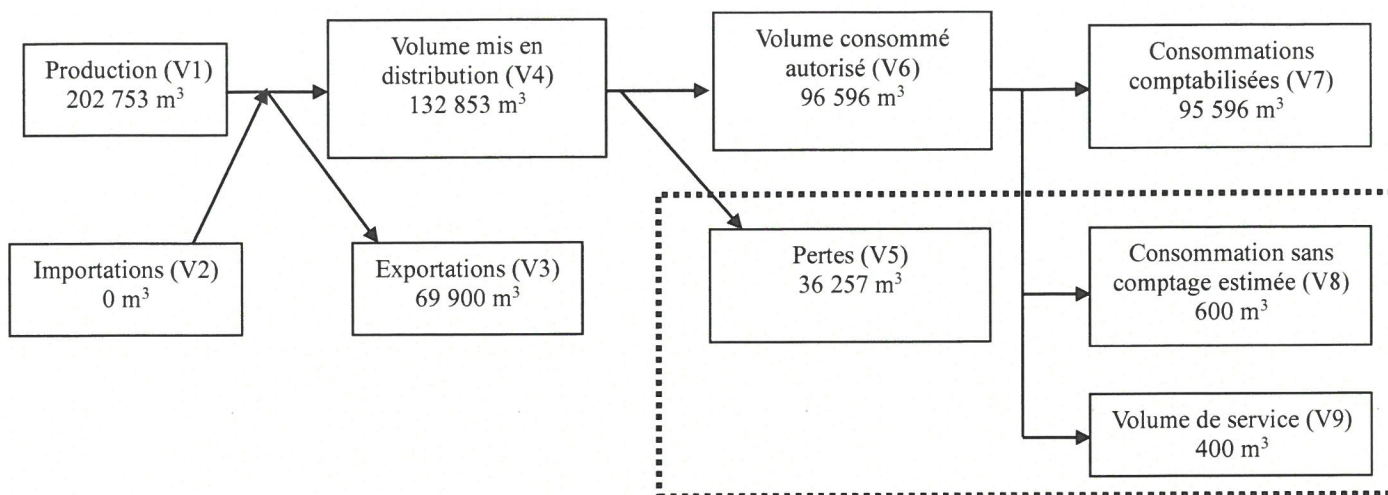 Production (V1)
202 753 m³
Volume mis en
distribution (V4)
132 853 m³
Volume consommé
autorisé (V6)
96 596 m³
Consommations
comptabilisées (V7)
95 596 m³
Importations (V2)
0 m³
Exportations (V3)
69 900 m³
Pertes (V5)
36 257 m³
Consommation sans
comptage estimée (V8)
600 m³
Volume de service (V9)
400 m³